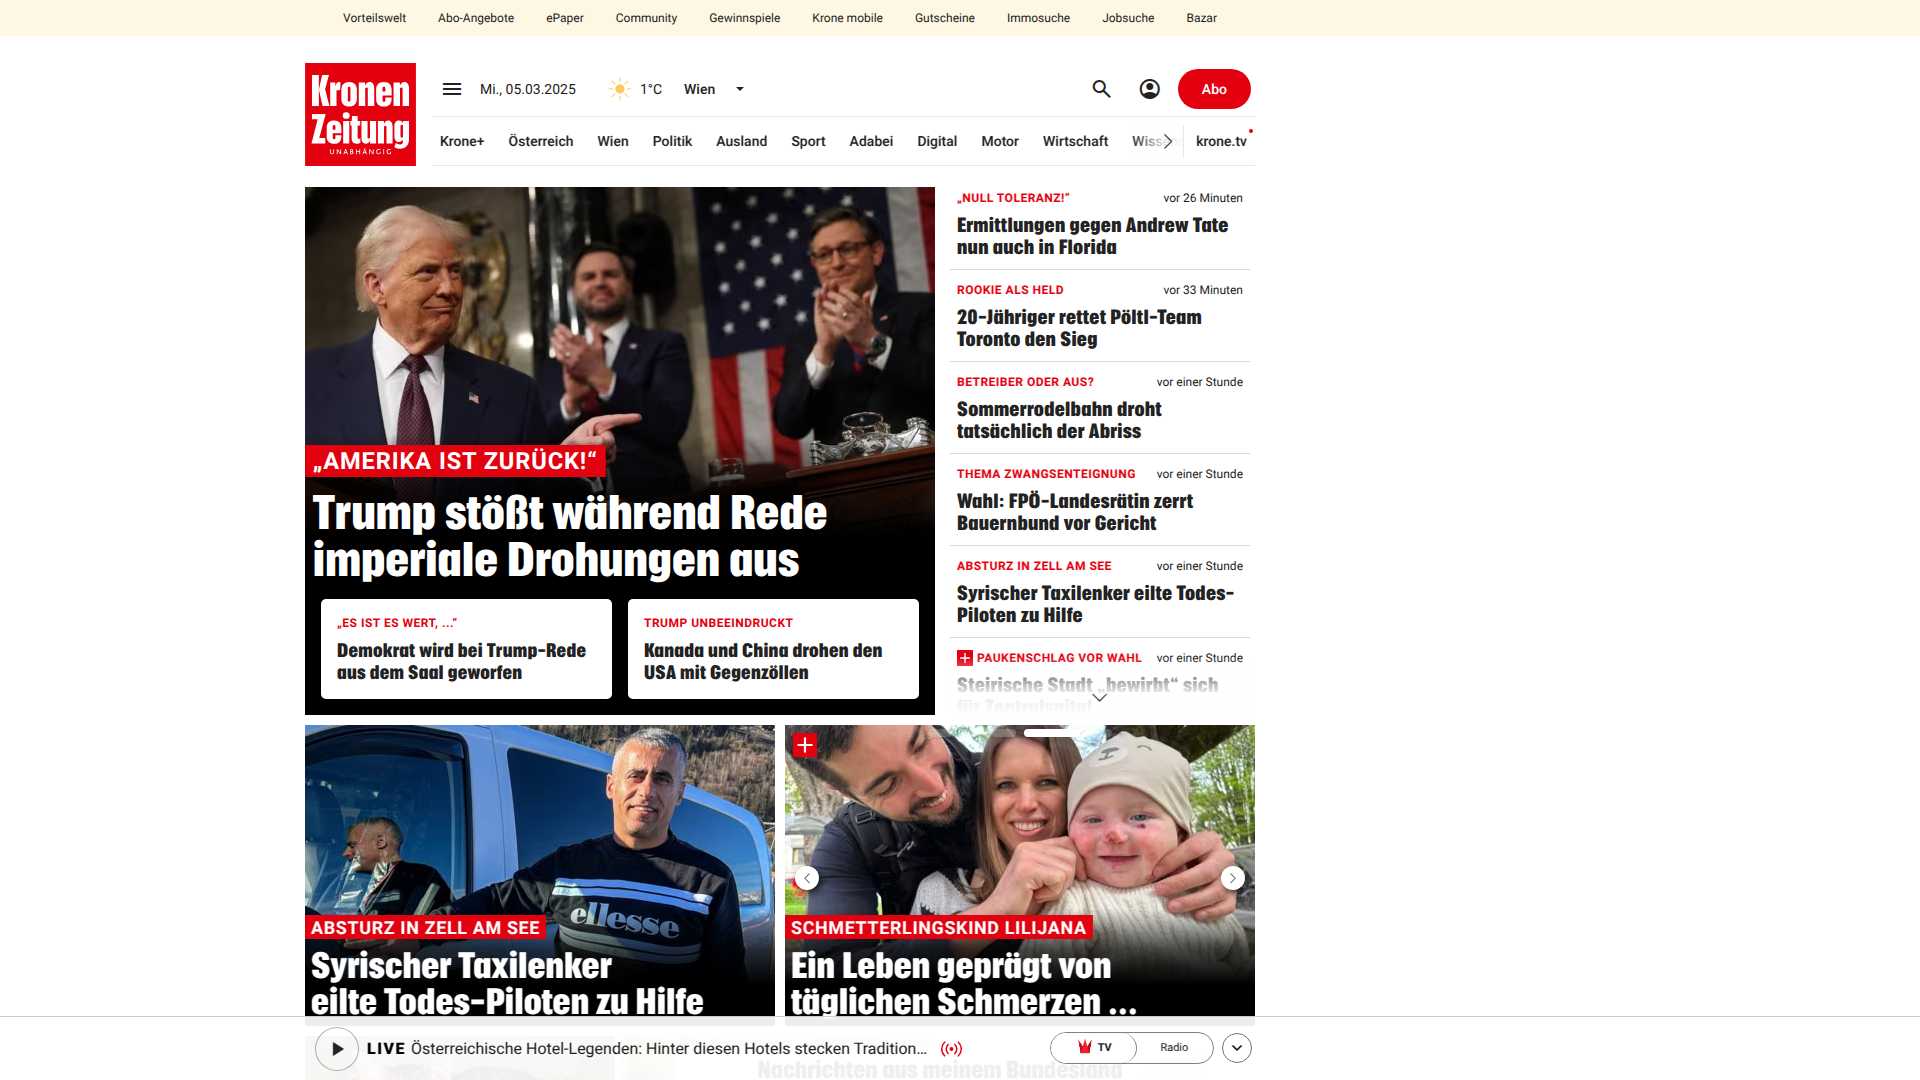 Vorteilswelt Abo-Angebote ePaper Community Gewinnspiele Krone mobile Gutscheine Immosuche Jobsuche Bazar
Kronen
Zeitung
UNABHÄNGIG
Mi., 05.03.2025 1°C Wien
Abo
Krone+ Österreich Wien Politik Ausland Sport Adabei Digital Motor Wirtschaft Wiss krone.tv
„AMERIKA IST ZURÜCK!“
Trump stößt während Rede
imperiale Drohungen aus
„ES IST ES WERT, ...“
Demokrat wird bei Trump-Rede
aus dem Saal geworfen
TRUMP UNBEEINDRUCKT
Kanada und China drohen den
USA mit Gegenzöllen
„NULL TOLERANZ!“ vor 26 Minuten
Ermittlungen gegen Andrew Tate
nun auch in Florida
ROOKIE ALS HELD vor 33 Minuten
20-Jähriger rettet Pöltl-Team
Toronto den Sieg
BETREIBER ODER AUS? vor einer Stunde
Sommerrodelbahn droht
tatsächlich der Abriss
THEMA ZWANGSENTEIGNUNG vor einer Stunde
Wahl: FPÖ-Landesrätin zerrt
Bauernbund vor Gericht
ABSTURZ IN ZELL AM SEE vor einer Stunde
Syrischer Taxilenker eilte Todes-
Piloten zu Hilfe
PAUKENSCHLAG VOR WAHL vor einer Stunde
Steirische Stadt „bewirbt“ sich
für Zentralspital
ellesse
ABSTURZ IN ZELL AM SEE
Syrischer Taxilenker
eilte Todes-Piloten zu Hilfe
SCHMETTERLINGSKIND LILIJANA
Ein Leben geprägt von
täglichen Schmerzen ...
LIVE Österreichische Hotel-Legenden: Hinter diesen Hotels stecken Tradition...
TV Radio
Nachrichten aus meinem Bundesland